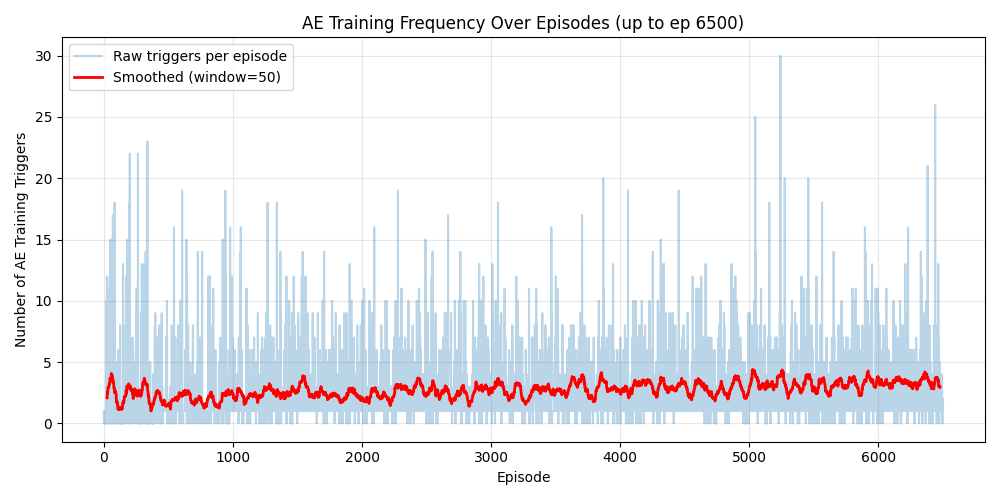 AE Training Frequency Over Episodes (up to ep 6500)
Raw triggers per episode
Smoothed (window=50)
Number of AE Training Triggers
30
25
20
15
10
5
0
0 1000 2000 3000 4000 5000 6000
Episode